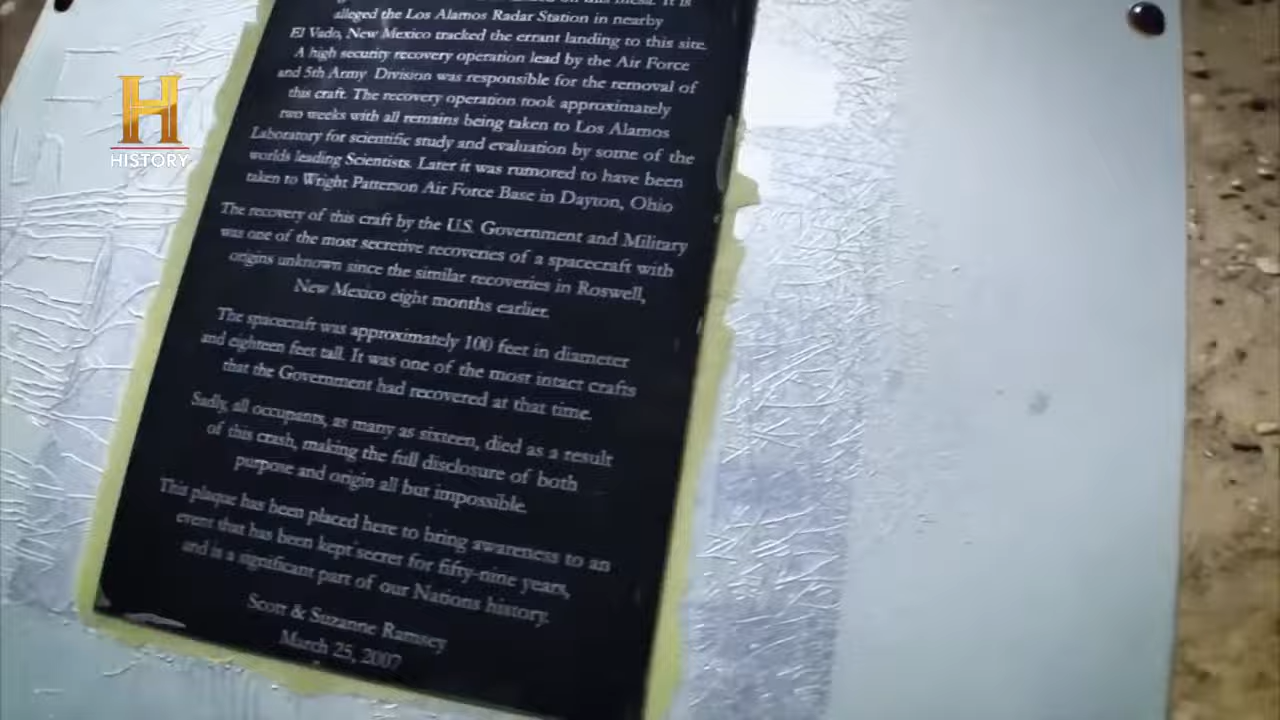 alleged the Los Alamos Radar Station in nearby
El Vado, New Mexico tracked the errant landing to this site.
A high security recovery operation lead by the Air Force
and 5th Army Division was responsible for the removal of
this craft. The recovery operation took approximately
two weeks with all remains being taken to Los Alamos
Laboratory for scientific study and evaluation by some of the
worlds leading Scientists. Later it was rumored to have been
taken to Wright Patterson Air Force Base in Dayton, Ohio
The recovery of this craft by the U.S. Government and Military
was one of the most secretive recoveries of a spacecraft with
origins unknown since the similar recoveries in Roswell,
New Mexico eight months earlier.
The spacecraft was approximately 100 feet in diameter
and eighteen feet tall. It was one of the most intact crafts
that the Government had recovered at that time.
Sadly, all occupants, as many as sixteen, died as a result
of this crash, making the full disclosure of both
purpose and origin all but impossible.
This plaque has been placed here to bring awareness to an
event that has been kept secret for fifty-nine years,
and is a significant part of our Nations history.
Scott & Suzanne Ramsey
March 25, 2007
H
HISTORY